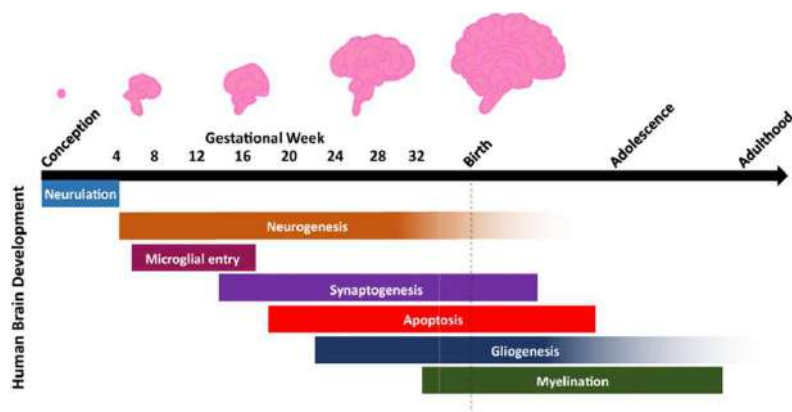 Gestational Week
Conception
4 8 12 16 20 24 28 32
Birth
Adolescence
Adulthood
Human Brain Development
Neurulation
Neurogenesis
Microglial entry
Synaptogenesis
Apoptosis
Gliogenesis
Myelination